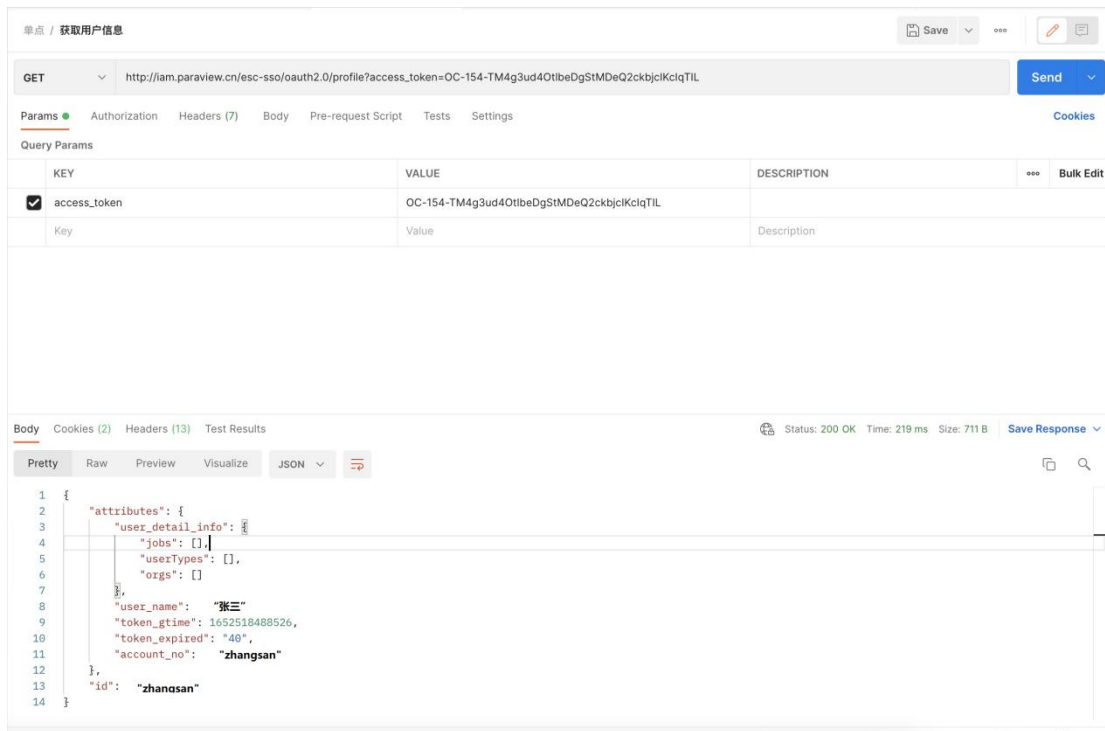 单点 / 获取用户信息
Save
GET http://iam.paraview.cn/esc-sso/oauth2.0/profile?access_token=OC-154-TM4g3ud4OtIbeDgStMDeQ2ckbjclKcIqTlL Send
Params Authorization Headers (7) Body Pre-request Script Tests Settings Cookies
Query Params
KEY VALUE DESCRIPTION Bulk Edit
access_token OC-154-TM4g3ud4OtIbeDgStMDeQ2ckbjclKcIqTlL
Key Value Description
Body Cookies (2) Headers (13) Test Results Status: 200 OK Time: 219 ms Size: 711 B Save Response
Pretty Raw Preview Visualize JSON
1 {
2 "attributes": {
3 "user_detail_info": {
4 "jobs": [],
5 "userTypes": [],
6 "orgs": []
7 },
8 "user_name": “张三”
9 "token_gtime": 1652518488526,
10 "token_expired": "40",
11 "account_no": "zhangsan"
12 },
13 "id": "zhangsan"
14 }